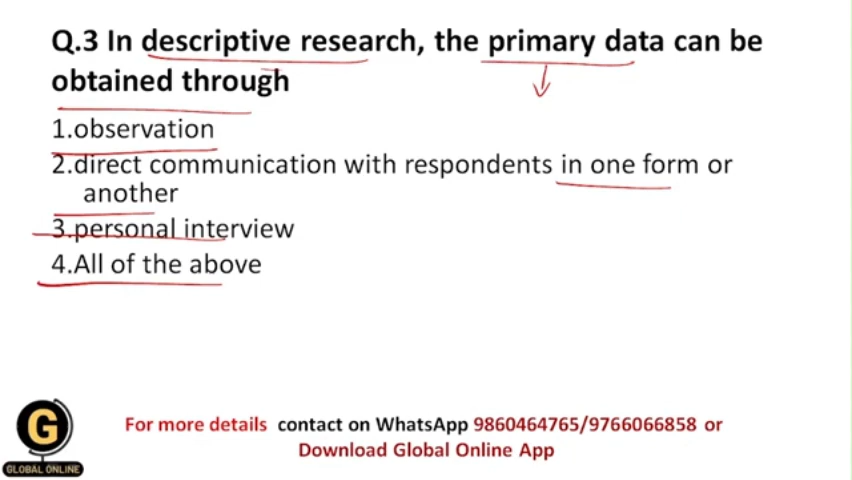 Q.3 In descriptive research, the primary data can be
obtained through
1.observation
2.direct communication with respondents in one form or
another
3.personal interview
4.All of the above
G
GLOBAL ONLINE
For more details contact on WhatsApp 9860464765/9766066858 or
Download Global Online App